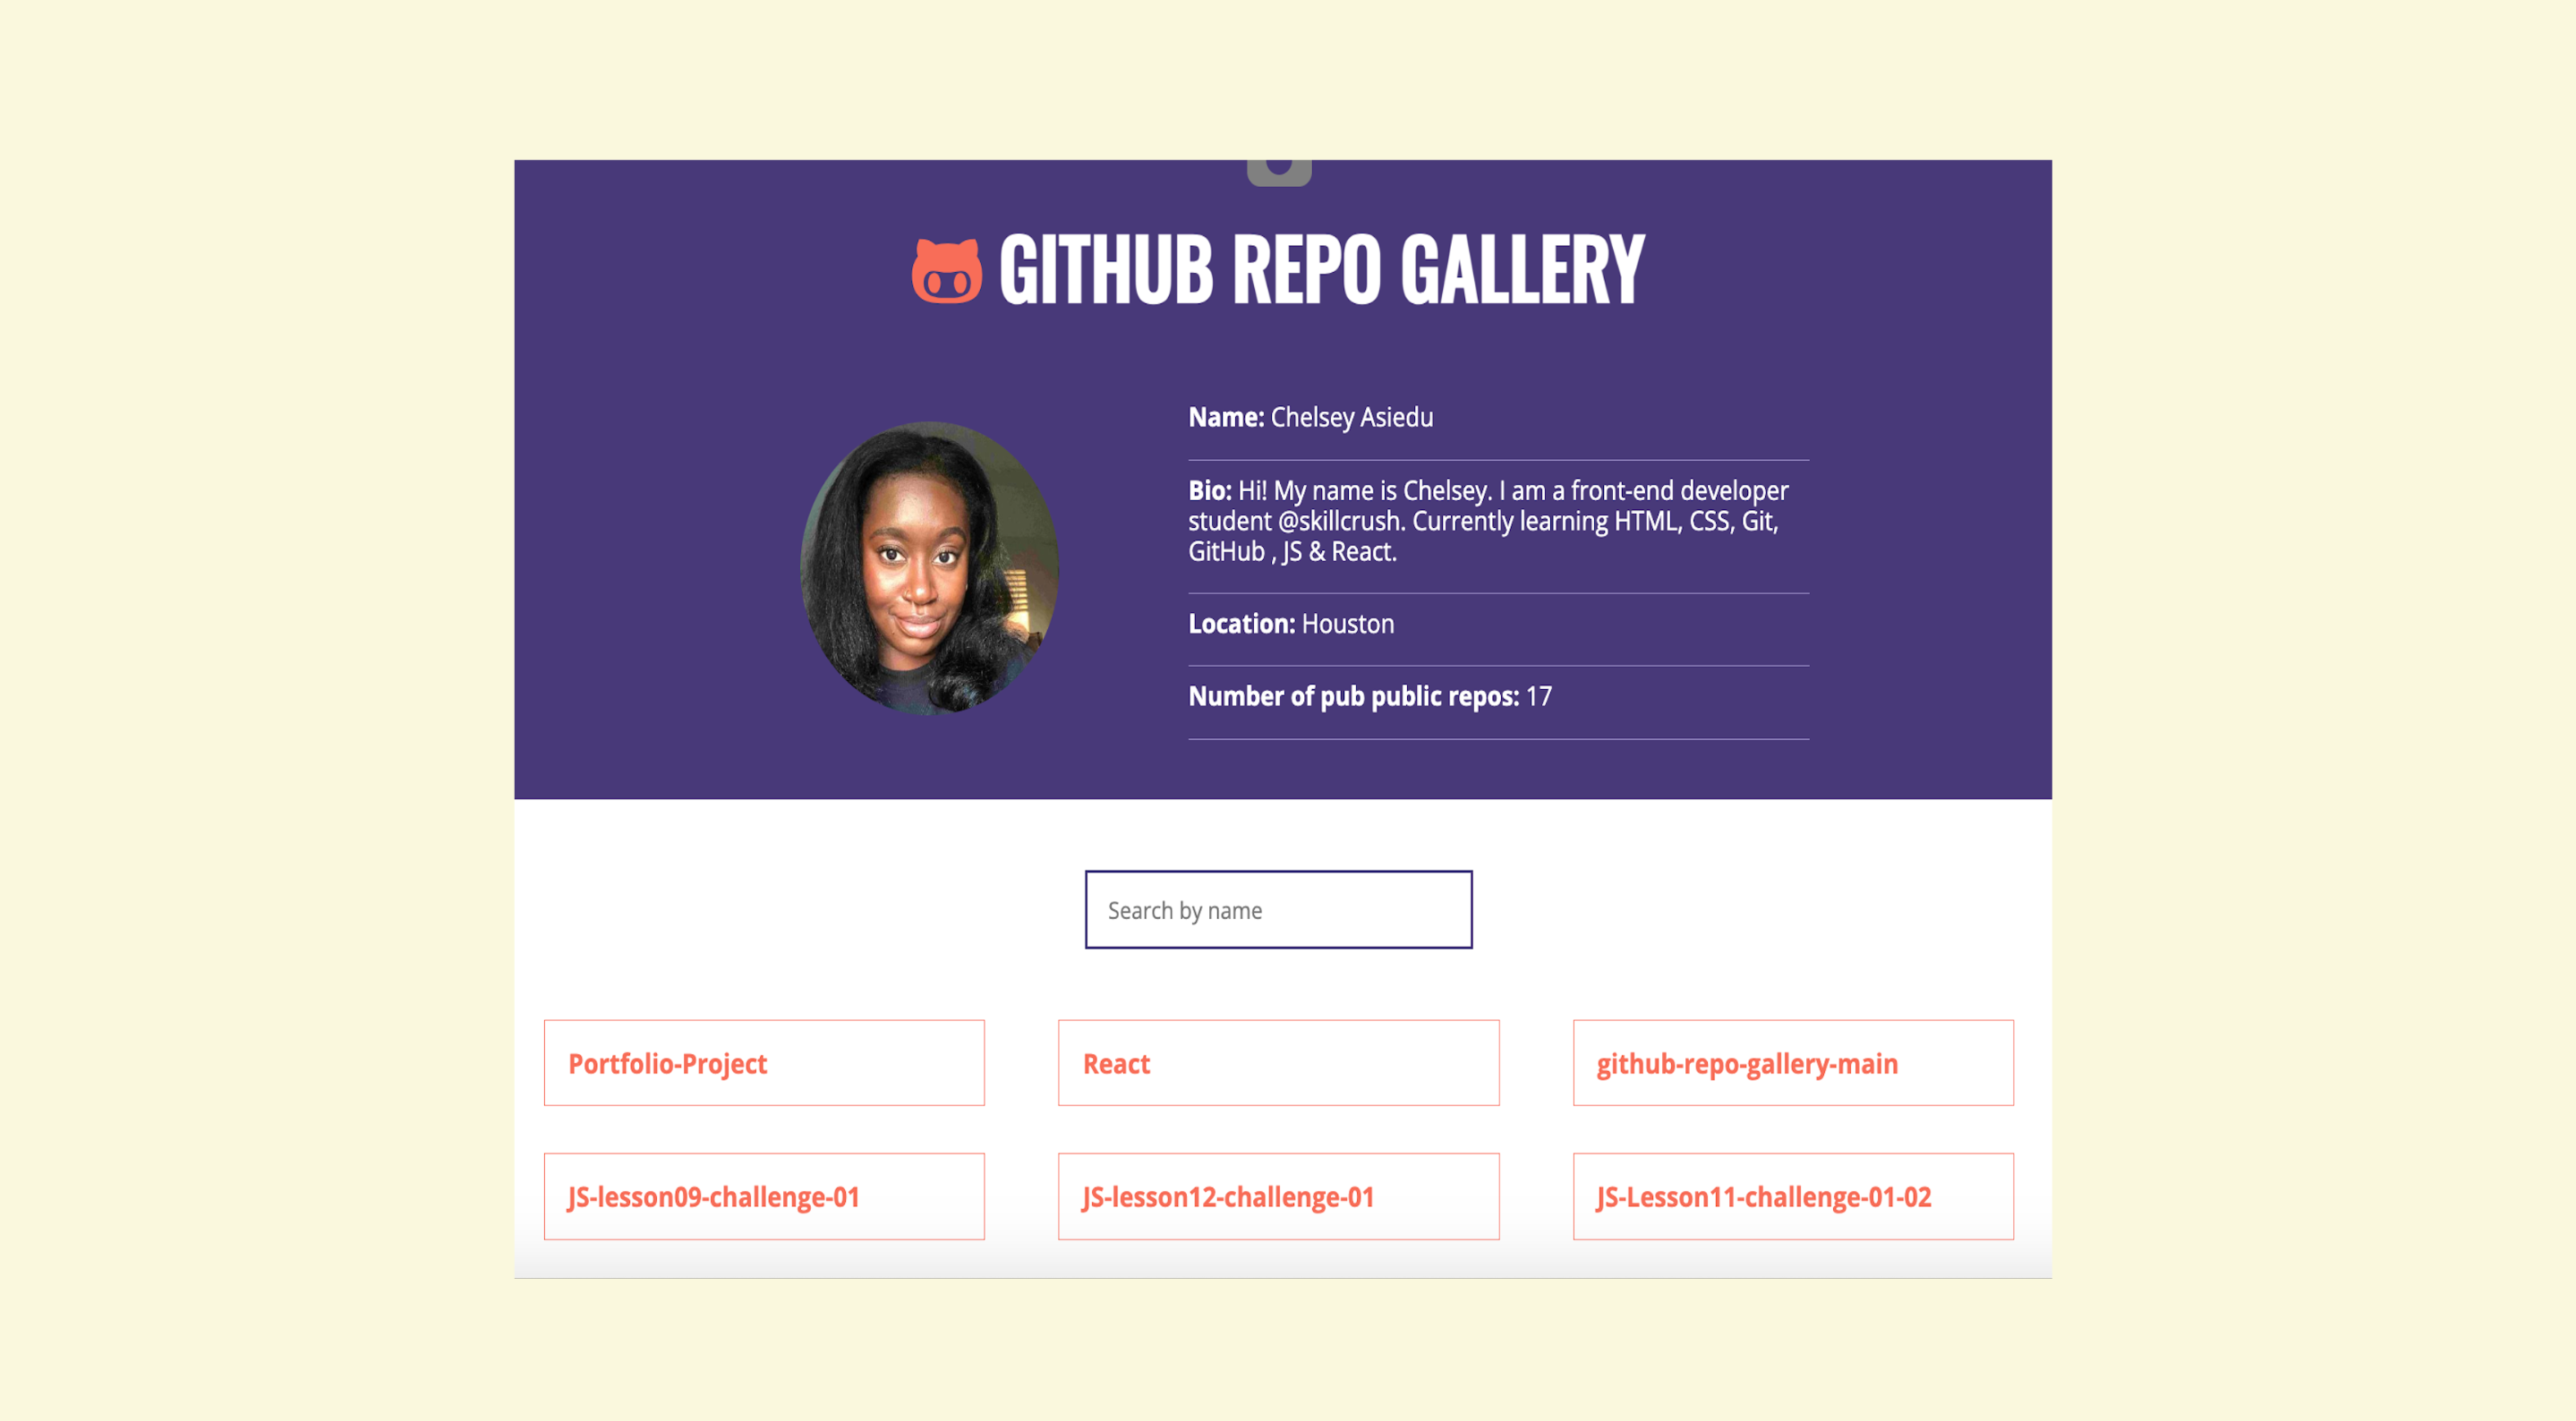 GITHUB REPO GALLERY
Name: Chelsey Asiedu
Bio: Hi! My name is Chelsey. I am a front-end developer
student @skillcrush. Currently learning HTML, CSS, Git,
GitHub , JS & React.
Location: Houston
Number of pub public repos: 17
Search by name
Portfolio-Project
React
github-repo-gallery-main
JS-lesson09-challenge-01
JS-lesson12-challenge-01
JS-Lesson11-challenge-01-02